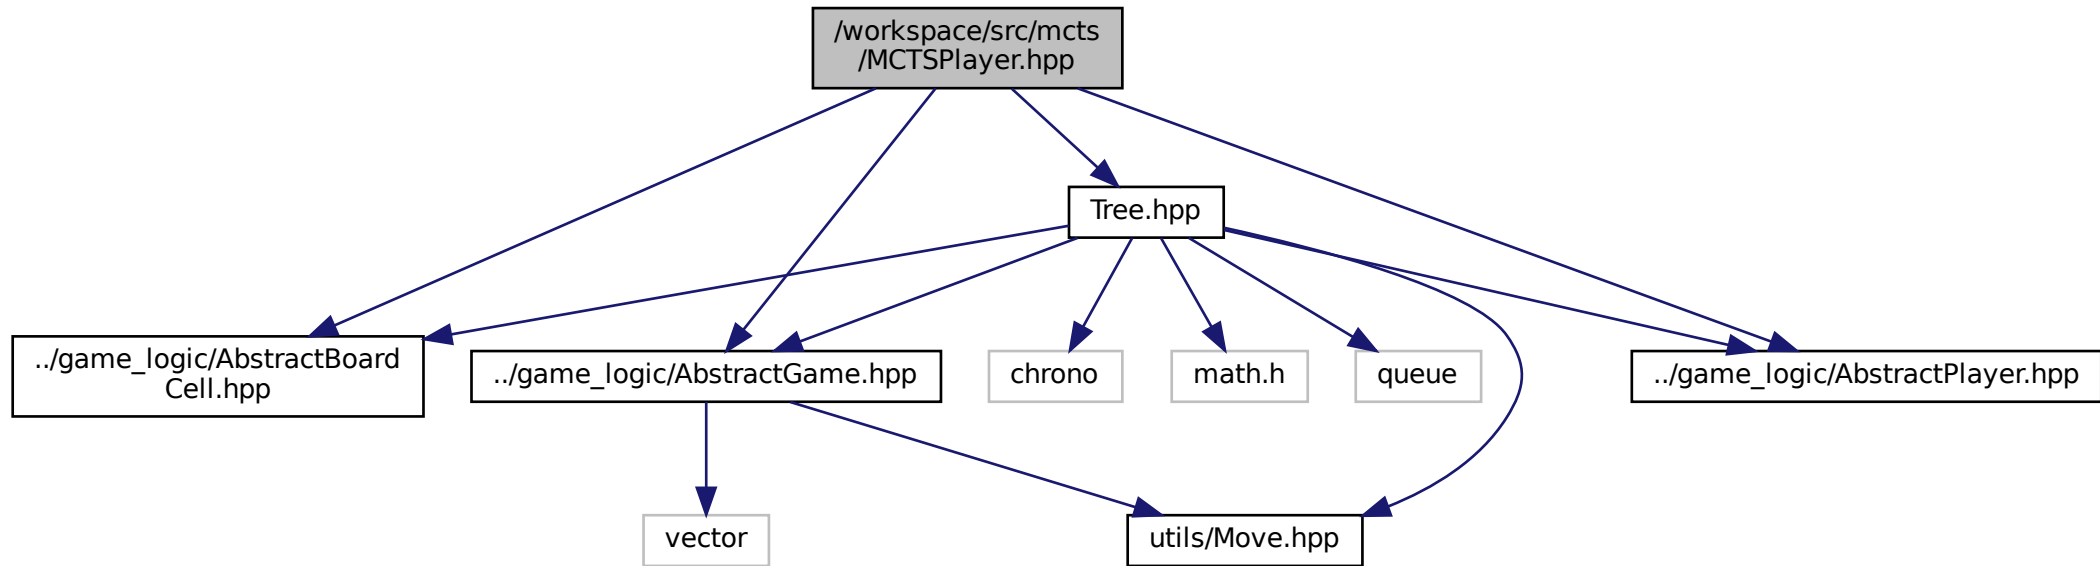 /workspace/src/mcts
/MCTSPlayer.hpp
Tree.hpp
../game_logic/AbstractBoard
Cell.hpp
../game_logic/AbstractGame.hpp
chrono
math.h
queue
../game_logic/AbstractPlayer.hpp
vector
utils/Move.hpp